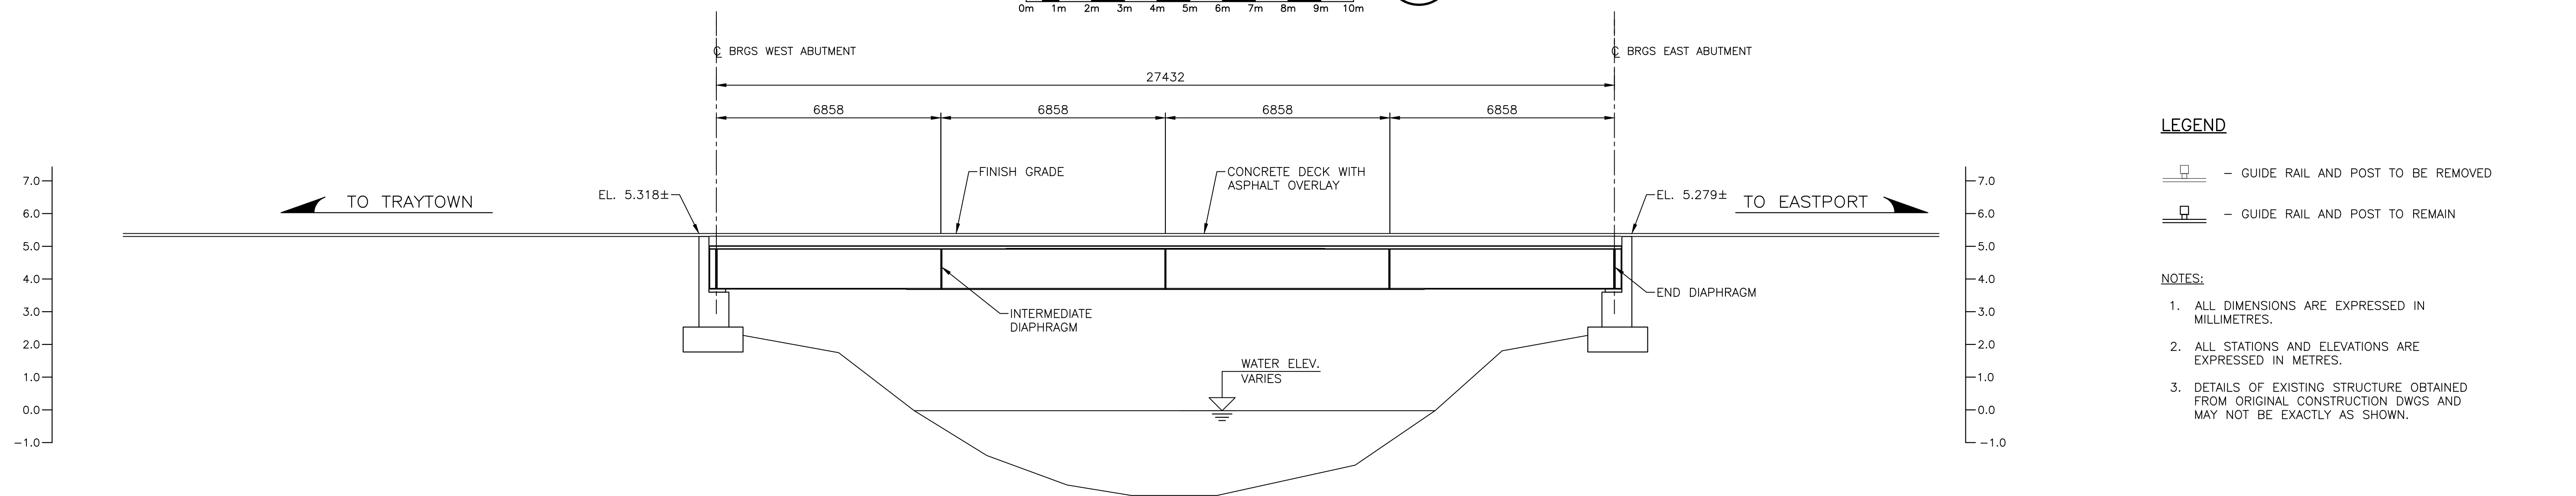 0m 1m 2m 3m 4m 5m 6m 7m 8m 9m 10m
℄ BRGS WEST ABUTMENT
℄ BRGS EAST ABUTMENT
27432
6858 6858 6858 6858
FINISH GRADE
CONCRETE DECK WITH
ASPHALT OVERLAY
EL. 5.318±
EL. 5.279±
TO TRAYTOWN
TO EASTPORT
7.0
6.0
5.0
4.0
3.0
2.0
1.0
0.0
-1.0
INTERMEDIATE
DIAPHRAGM
END DIAPHRAGM
WATER ELEV.
VARIES
7.0
6.0
5.0
4.0
3.0
2.0
1.0
0.0
-1.0
LEGEND
- GUIDE RAIL AND POST TO BE REMOVED
- GUIDE RAIL AND POST TO REMAIN
NOTES:
1. ALL DIMENSIONS ARE EXPRESSED IN
MILLIMETRES.
2. ALL STATIONS AND ELEVATIONS ARE
EXPRESSED IN METRES.
3. DETAILS OF EXISTING STRUCTURE OBTAINED
FROM ORIGINAL CONSTRUCTION DWGS AND
MAY NOT BE EXACTLY AS SHOWN.